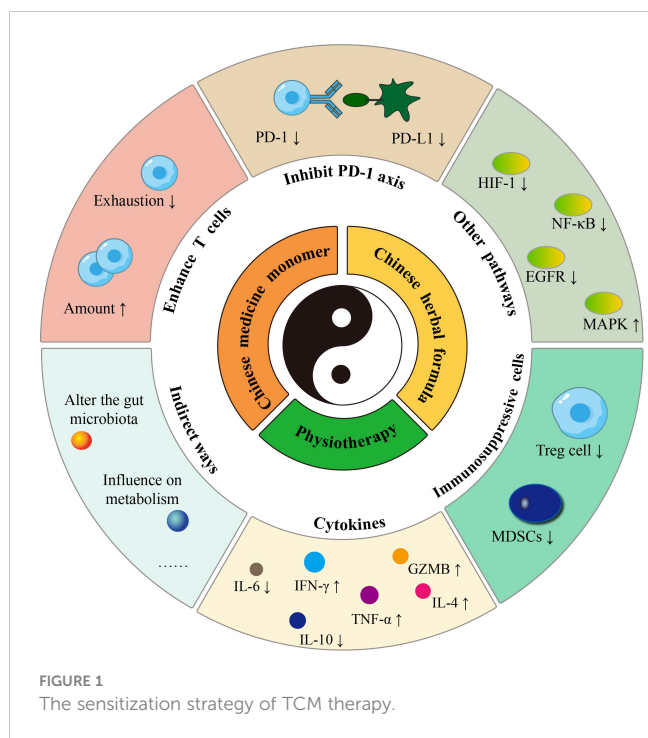 PD-1 ↓
PD-L1 ↓
Inhibit PD-1 axis
Exhaustion ↓
Amount ↑
Enhance T cells
HIF-1 ↓
NF-κB ↓
EGFR ↓
MAPK ↑
Other pathways
Chinese medicine monomer
Chinese herbal formula
Physiotherapy
Alter the gut
microbiota
Influence on
metabolism
......
Indirect ways
Treg cell ↓
MDSCs ↓
Immunosuppressive cells
Cytokines
IL-6 ↓
IFN-γ ↑
GZMB ↑
TNF-α ↑
IL-4 ↑
IL-10 ↓
FIGURE 1
The sensitization strategy of TCM therapy.